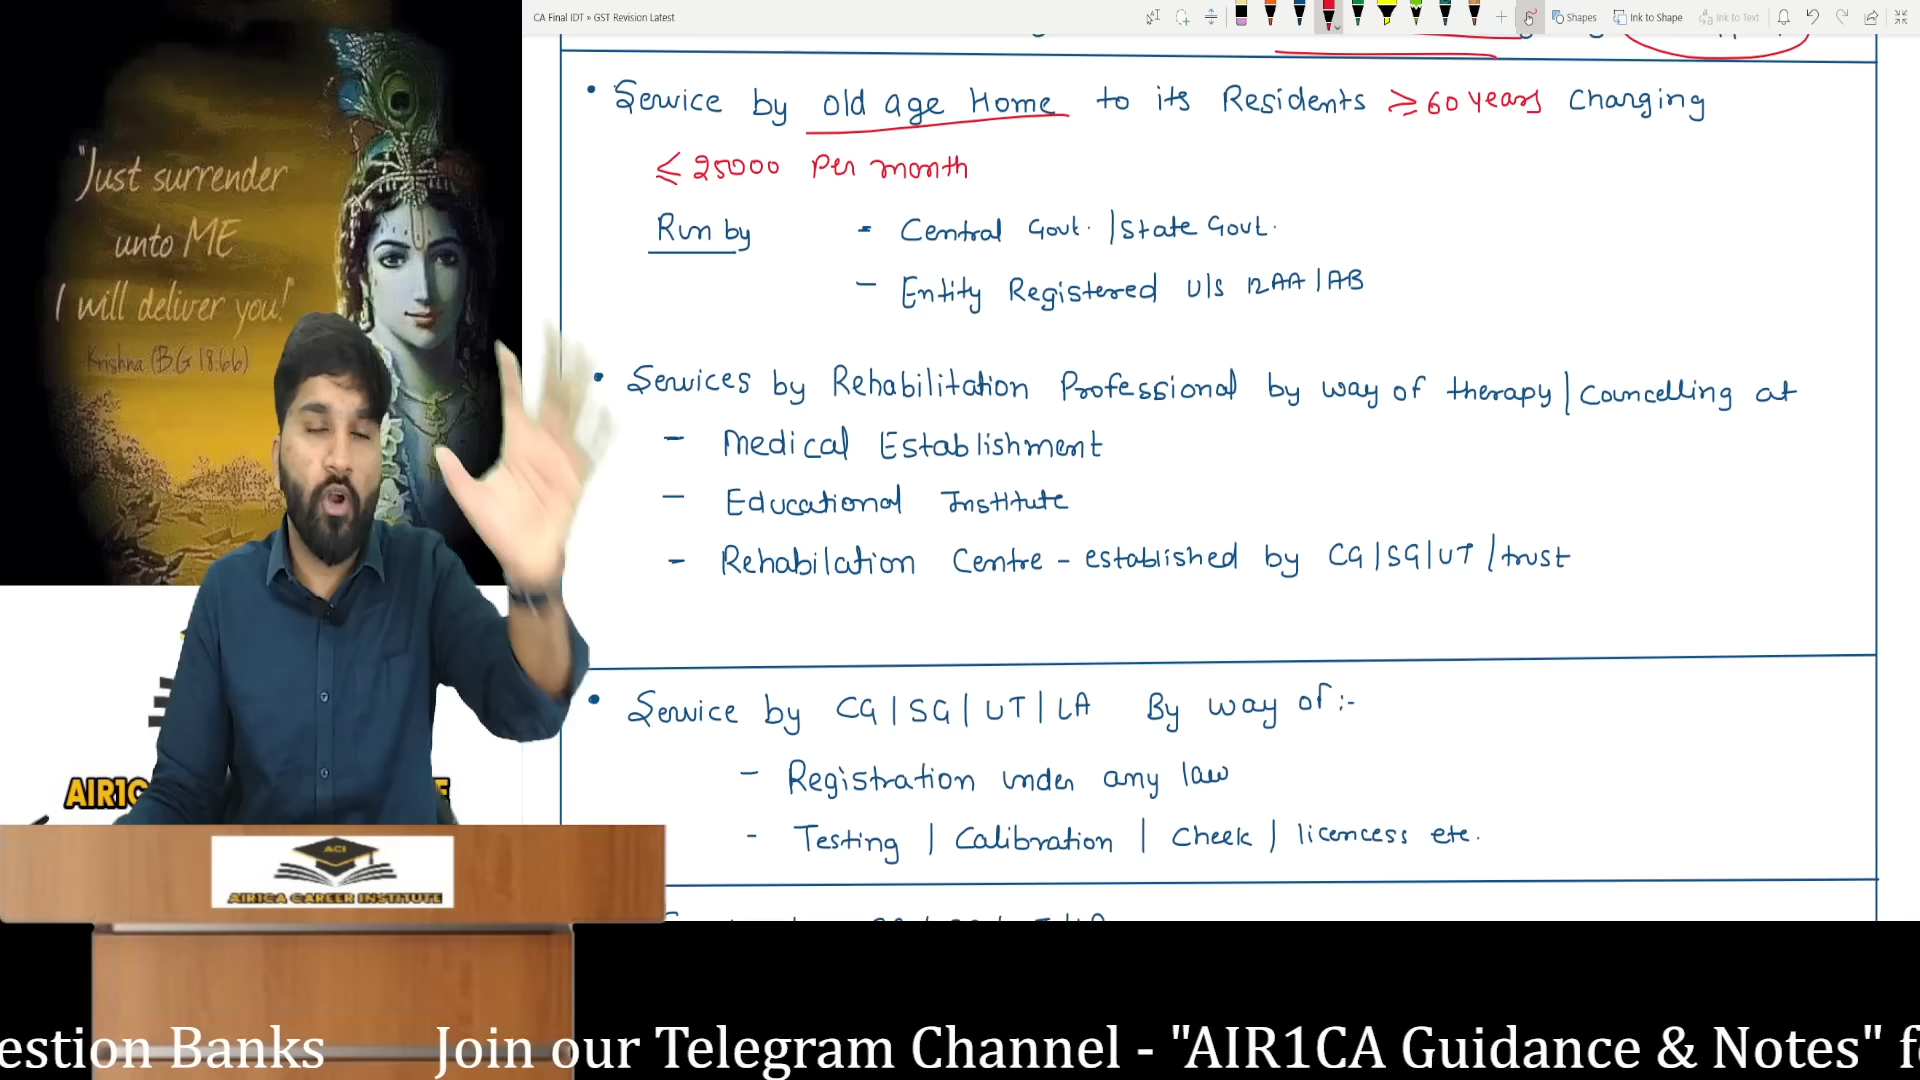 CA Final IDT » GST Revision Latest
Shapes
Ink to Shape
Ink to Text
• Service by old age Home to its Residents ≥ 60 years Charging
≤ 25000 Per month
Run by - Central Govt. | State Govt.
- Entity Registered U/S 12AA | AB
• Services by Rehabilitation Professional by way of therapy | Councelling at
- Medical Establishment
- Educational Institute
- Rehabilation Centre - established by CG | SG | UT | trust
• Service by CG | SG | UT | LA By way of :-
- Registration under any law
- Testing | Calibration | Check | licencess etc.
"Just surrender
unto ME
I will deliver you!"
- Krishna (B.G 18:66)
AIR1C
E
ACI
AIR1CA CAREER INSTITUTE
estion Banks Join our Telegram Channel - "AIR1CA Guidance & Notes" f